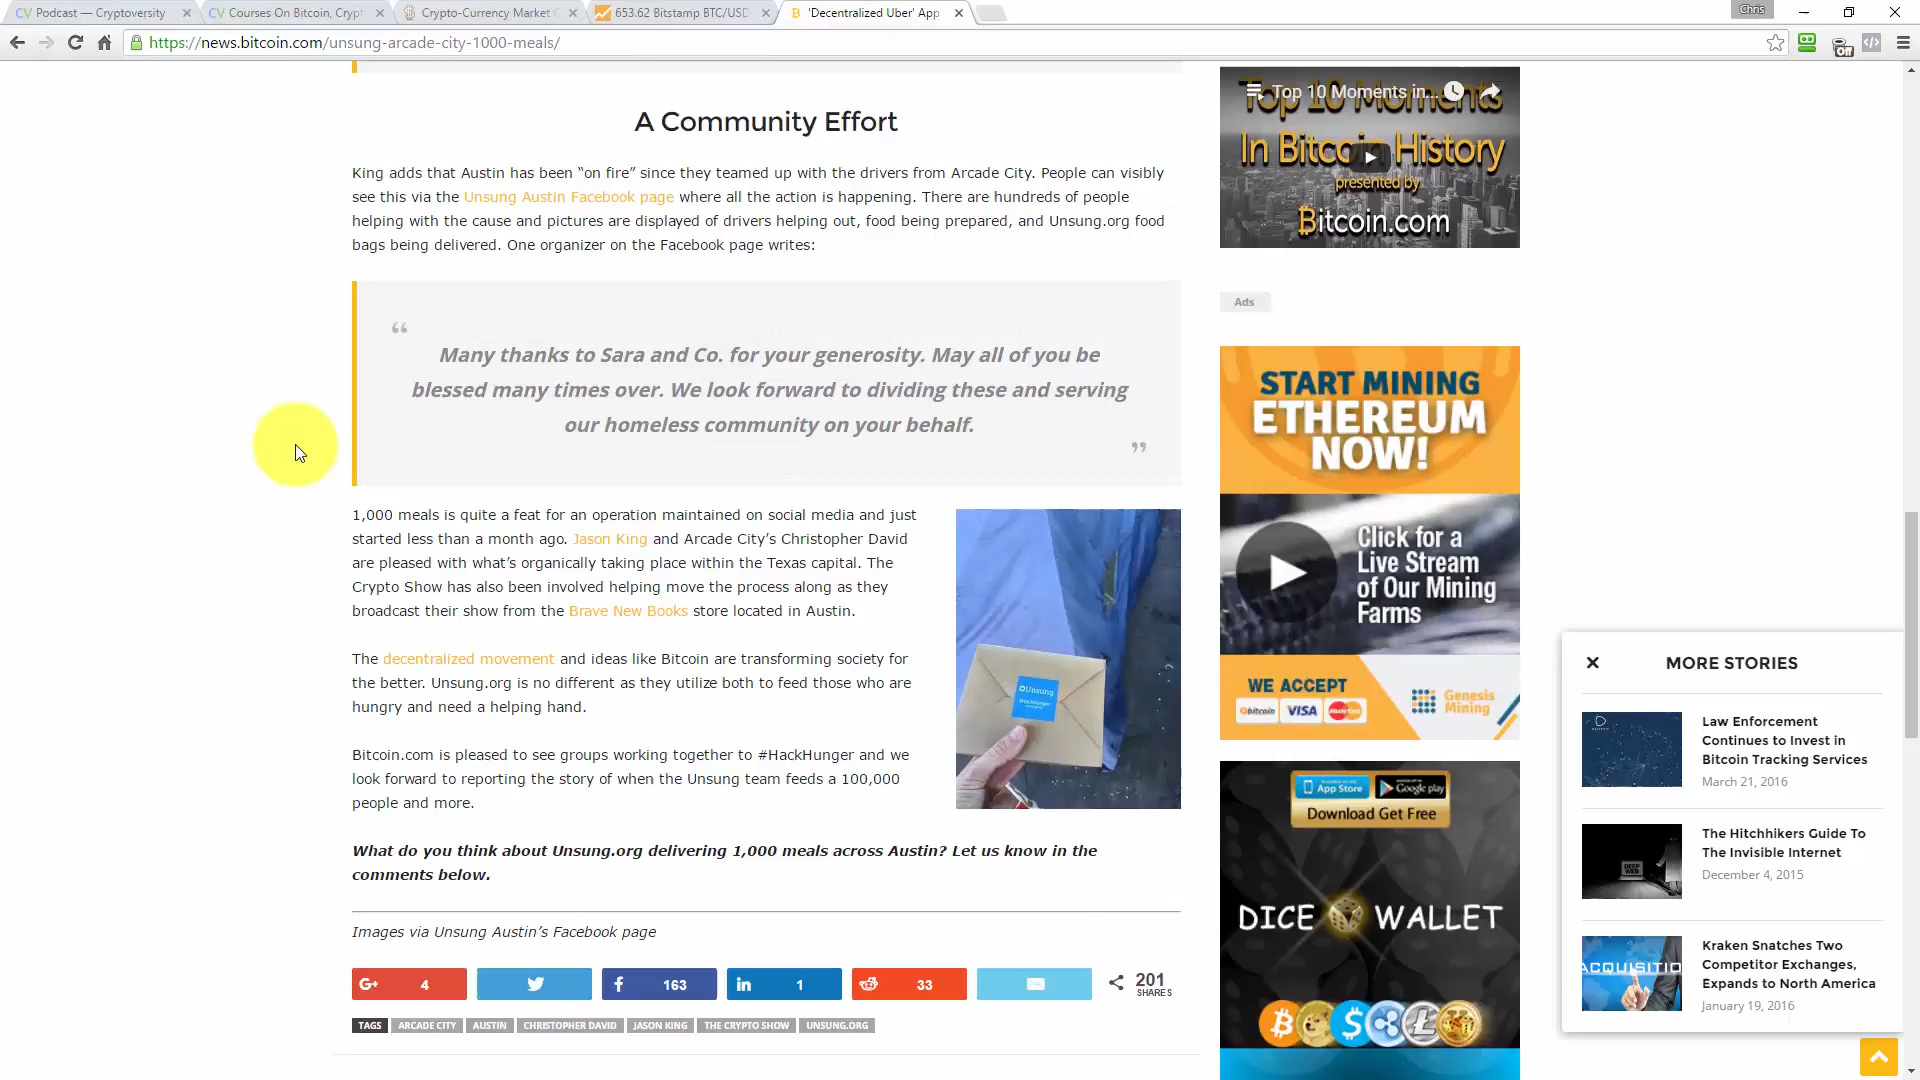 CV Podcast — Cryptoversity
CV Courses On Bitcoin, Crypt
Crypto-Currency Market C
653.62 Bitstamp BTC/USD
'Decentralized Uber' App
Chris
https://news.bitcoin.com/unsung-arcade-city-1000-meals/
Off
A Community Effort
King adds that Austin has been “on fire” since they teamed up with the drivers from Arcade City. People can visibly
see this via the Unsung Austin Facebook page where all the action is happening. There are hundreds of people
helping with the cause and pictures are displayed of drivers helping out, food being prepared, and Unsung.org food
bags being delivered. One organizer on the Facebook page writes:
“
Many thanks to Sara and Co. for your generosity. May all of you be
blessed many times over. We look forward to dividing these and serving
our homeless community on your behalf.
”
1,000 meals is quite a feat for an operation maintained on social media and just
started less than a month ago. Jason King and Arcade City’s Christopher David
are pleased with what’s organically taking place within the Texas capital. The
Crypto Show has also been involved helping move the process along as they
broadcast their show from the Brave New Books store located in Austin.
The decentralized movement and ideas like Bitcoin are transforming society for
the better. Unsung.org is no different as they utilize both to feed those who are
hungry and need a helping hand.
Bitcoin.com is pleased to see groups working together to #HackHunger and we
look forward to reporting the story of when the Unsung team feeds a 100,000
people and more.
Unsung
What do you think about Unsung.org delivering 1,000 meals across Austin? Let us know in the
comments below.
Images via Unsung Austin’s Facebook page
G+ 4
f 163
in 1
33
201
SHARES
TAGS
ARCADE CITY
AUSTIN
CHRISTOPHER DAVID
JASON KING
THE CRYPTO SHOW
UNSUNG.ORG
Top 10 Moments in...
Top 10 Moments
In Bitcoin History
presented by
Bitcoin.com
Ads
START MINING
ETHEREUM
NOW!
Click for a
Live Stream
of Our Mining
Farms
WE ACCEPT
bitcoin
VISA
MasterCard
Genesis
Mining
App Store
Google play
Download Get Free
DICE WALLET
MORE STORIES
Law Enforcement
Continues to Invest in
Bitcoin Tracking Services
March 21, 2016
DEEP
WEB
The Hitchhikers Guide To
The Invisible Internet
December 4, 2015
ACQUISITIO
Kraken Snatches Two
Competitor Exchanges,
Expands to North America
January 19, 2016